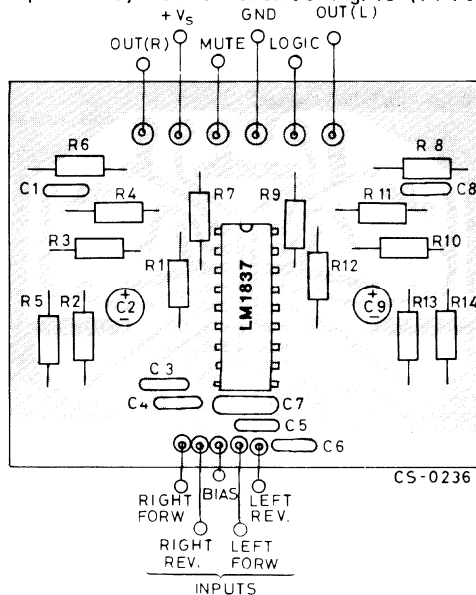 + Vs GND OUT(L)
OUT(R) MUTE LOGIC
R6 R8
C1 C8
R4 R7 R9 R11
R3 R10
R1 R12
LM1837
R5 R2 C2 C9 R13 R14
+ +
− −
C3
C4 C7
C5
C6
CS-0236
RIGHT BIAS LEFT
FORW REV.
RIGHT LEFT
REV. FORW
INPUTS